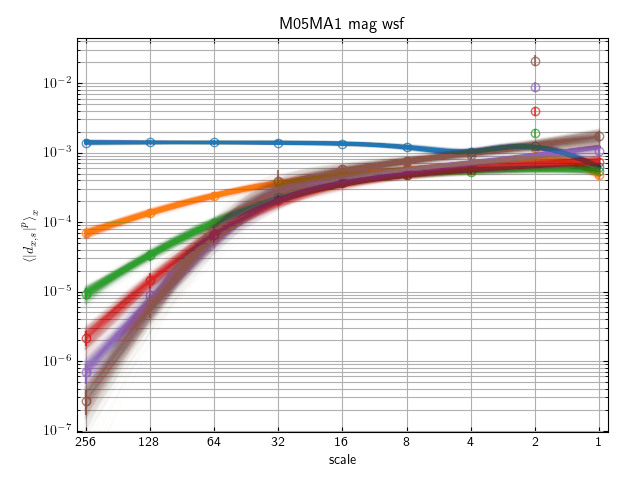 M05MA1 mag wsf
10^{-2}
10^{-3}
10^{-4}
10^{-5}
10^{-6}
10^{-7}
⟨|d_{x,s}|^p⟩_x
256 128 64 32 16 8 4 2 1
scale